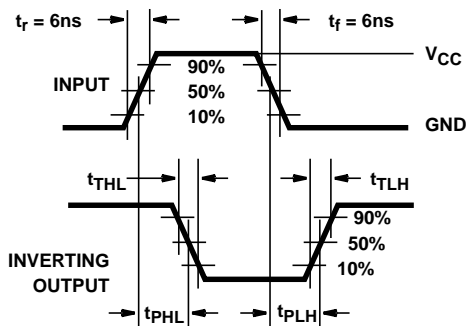 tr = 6ns
tf = 6ns
VCC
INPUT
90%
50%
10%
GND
tTHL
tTLH
90%
50%
10%
INVERTING
OUTPUT
tPHL
tPLH